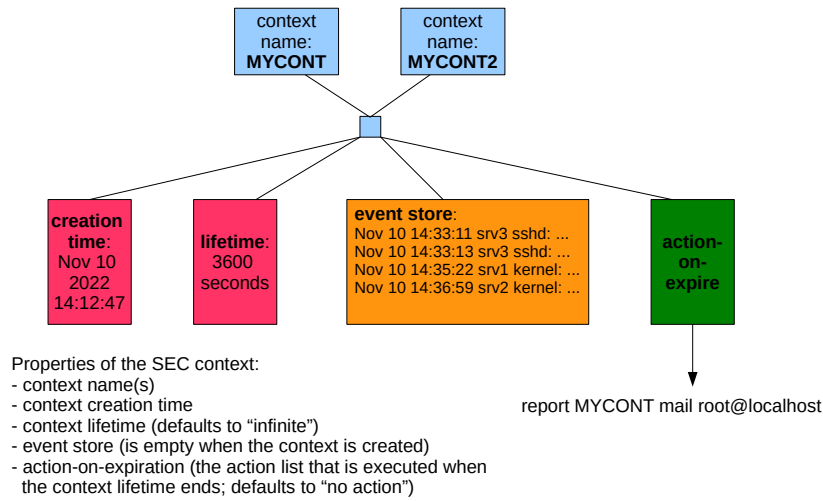 context
name:
MYCONT
context
name:
MYCONT2
creation
time:
Nov 10
2022
14:12:47
lifetime:
3600
seconds
event store:
Nov 10 14:33:11 srv3 sshd: ...
Nov 10 14:33:13 srv3 sshd: ...
Nov 10 14:35:22 srv1 kernel: ...
Nov 10 14:36:59 srv2 kernel: ...
action-
on-
expire
Properties of the SEC context:
- context name(s)
- context creation time
- context lifetime (defaults to “infinite”)
- event store (is empty when the context is created)
- action-on-expiration (the action list that is executed when
the context lifetime ends; defaults to “no action”)
report MYCONT mail root@localhost